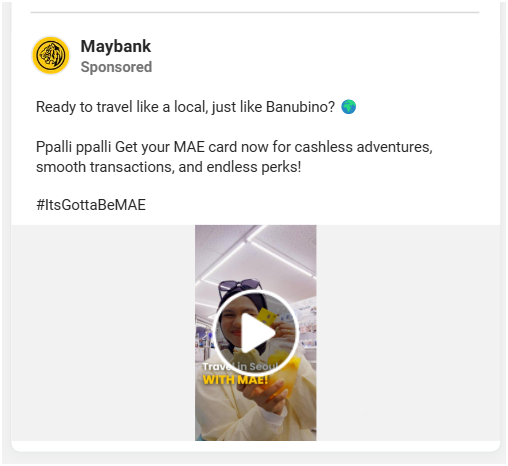 Maybank
Sponsored
Ready to travel like a local, just like Banubino? 🌍
Ppalli ppalli Get your MAE card now for cashless adventures,
smooth transactions, and endless perks!
#ItsGottaBeMAE
Travel in Seoul
WITH MAE!